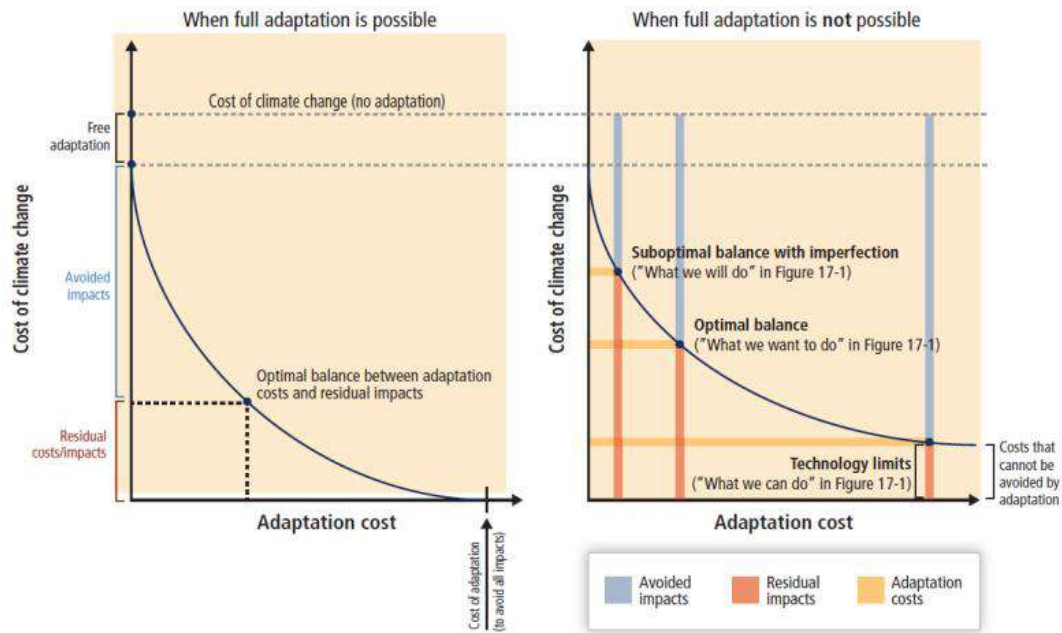 When full adaptation is possible
Cost of climate change (no adaptation)
Free
adaptation
Cost of climate change
Avoided
impacts
Optimal balance between adaptation
costs and residual impacts
Residual
costs/impacts
Adaptation cost
Cost of adaptation
(to avoid all impacts)
When full adaptation is not possible
Cost of climate change
Suboptimal balance with imperfection
("What we will do" in Figure 17-1)
Optimal balance
("What we want to do" in Figure 17-1)
Technology limits
("What we can do" in Figure 17-1)
Costs that
cannot be
avoided by
adaptation
Adaptation cost
Avoided
impacts
Residual
impacts
Adaptation
costs